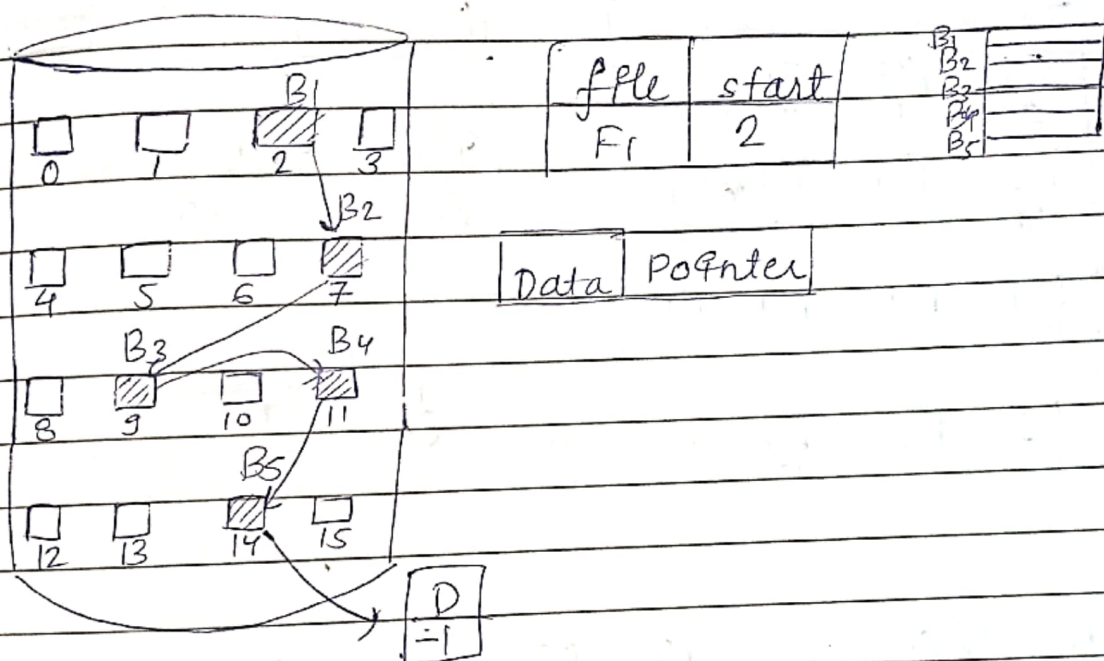 B1
file start
F1 2
B1
B2
B3
B4
B5
0 1 2 3
B2
4 5 6 7
Data Pointer
B3 B4
8 9 10 11
B5
12 13 14 15
D
-1